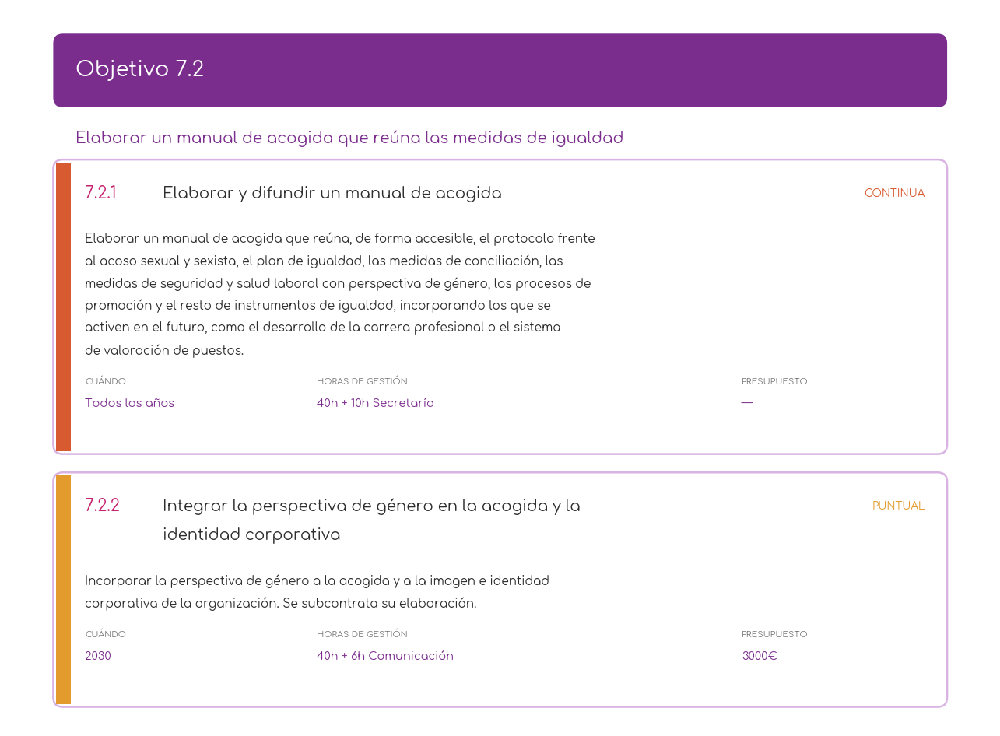 Objetivo 7.2
Elaborar un manual de acogida que reúna las medidas de igualdad
7.2.1 Elaborar y difundir un manual de acogida CONTINUA
Elaborar un manual de acogida que reúna, de forma accesible, el protocolo frente
al acoso sexual y sexista, el plan de igualdad, las medidas de conciliación, las
medidas de seguridad y salud laboral con perspectiva de género, los procesos de
promoción y el resto de instrumentos de igualdad, incorporando los que se
activen en el futuro, como el desarrollo de la carrera profesional o el sistema
de valoración de puestos.
CUÁNDO HORAS DE GESTIÓN PRESUPUESTO
Todos los años 40h + 10h Secretaría —
7.2.2 Integrar la perspectiva de género en la acogida y la PUNTUAL
identidad corporativa
Incorporar la perspectiva de género a la acogida y a la imagen e identidad
corporativa de la organización. Se subcontrata su elaboración.
CUÁNDO HORAS DE GESTIÓN PRESUPUESTO
2030 40h + 6h Comunicación 3000€